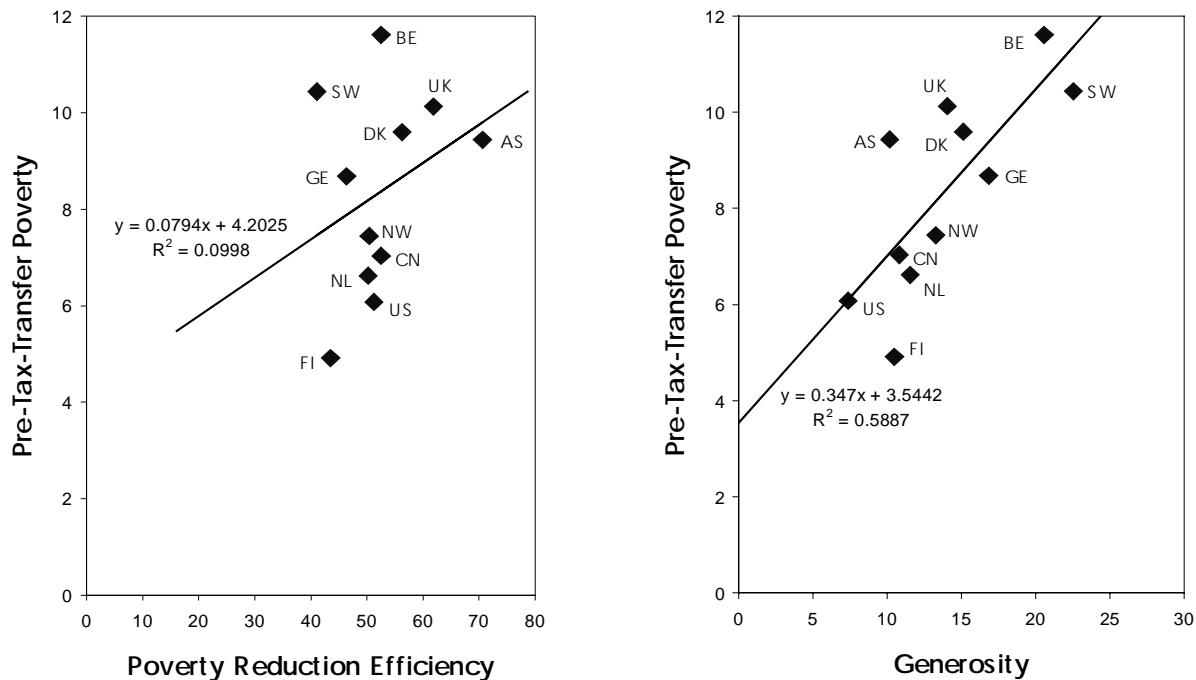 Pre-Tax-Transfer Poverty
12
10
8
6
4
2
0
BE
SW
UK
DK
AS
GE
y = 0.0794x + 4.2025
R² = 0.0998
NW
CN
NL
US
FI
0 10 20 30 40 50 60 70 80
Poverty Reduction Efficiency
Pre-Tax-Transfer Poverty
12
10
8
6
4
2
0
BE
UK
SW
AS
DK
GE
NW
CN
NL
US
FI
y = 0.347x + 3.5442
R² = 0.5887
0 5 10 15 20 25 30
Generosity